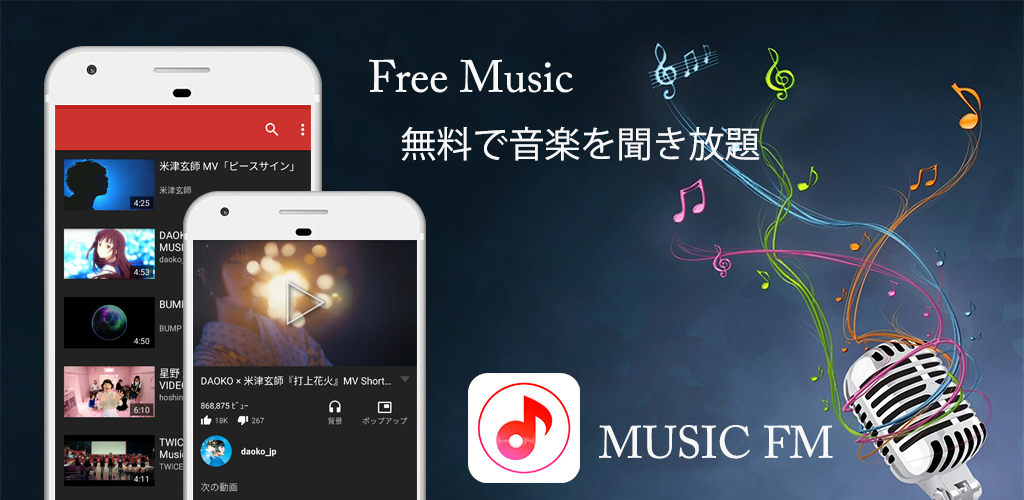 Free Music
無料で音楽を聞き放題
米津玄師 MV「ピースサイン」
米津玄師
4:25
DAOK
MUSI
daoko_
4:53
BUMP
BUMP
4:50
星野
VIDEO
hoshin
6:10
TWIC
Music
TWICE
4:11
DAOKO × 米津玄師『打上花火』MV Short...
868,875 ビュー
18K
267
背景
ポップアップ
daoko_jp
次の動画
MUSIC FM